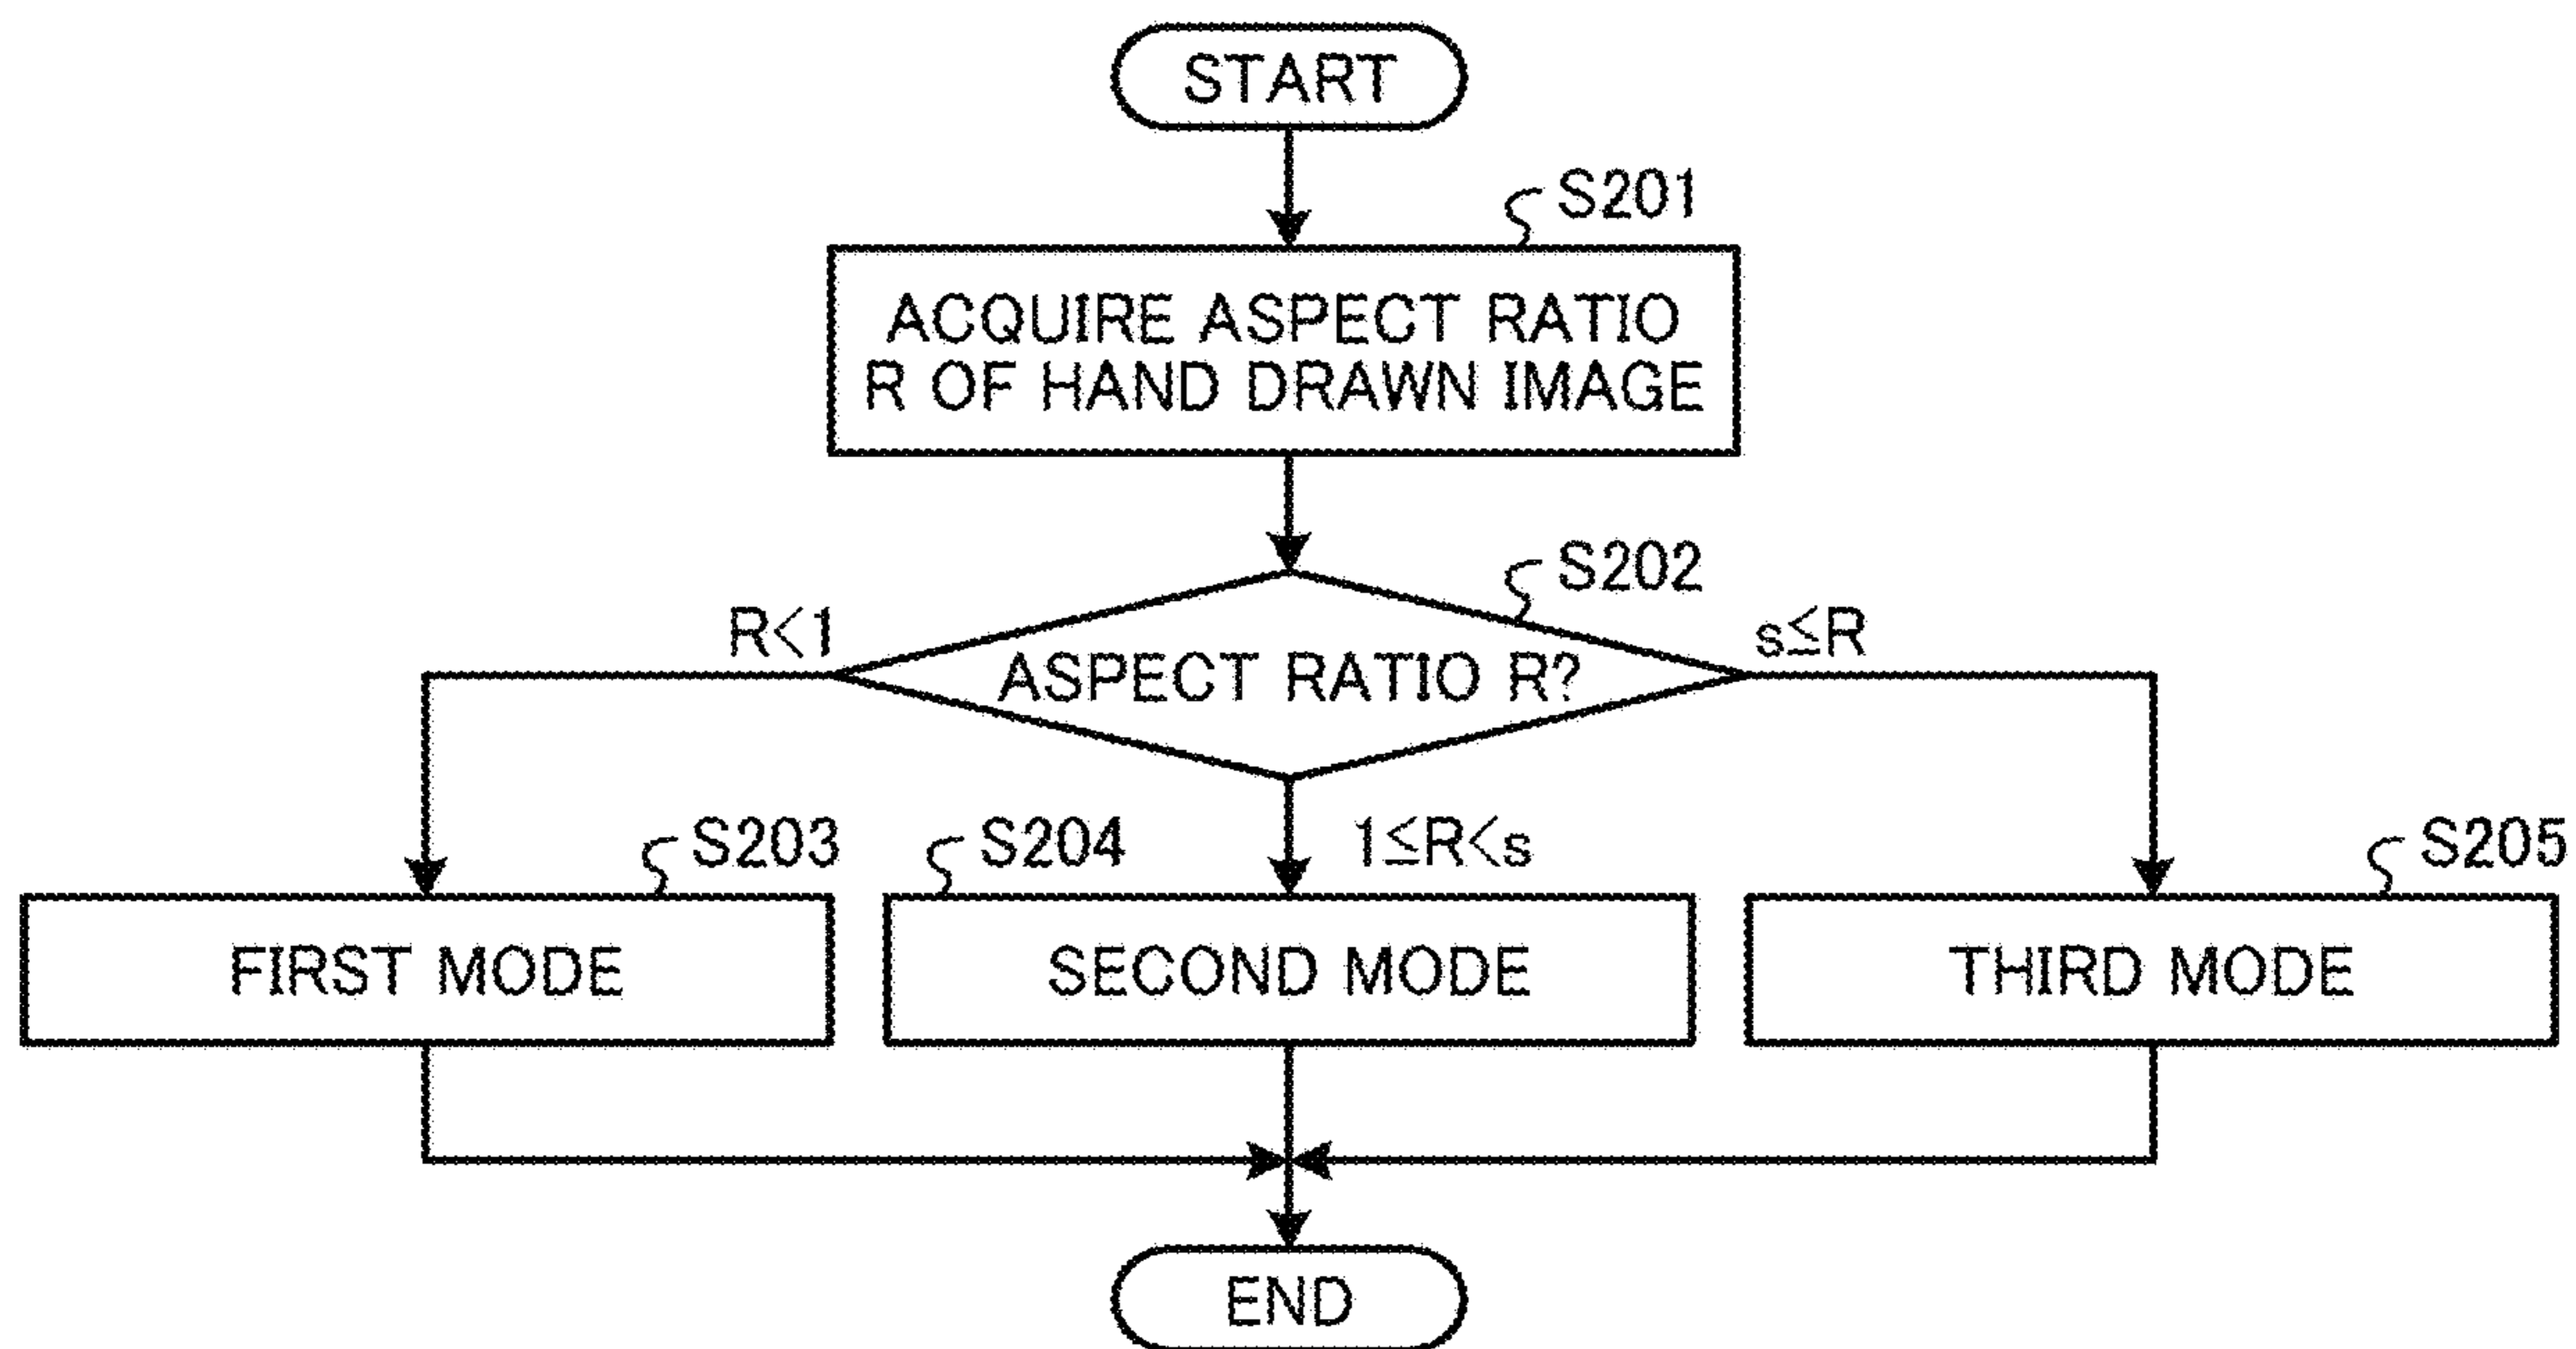 START
S201
ACQUIRE ASPECT RATIO
R OF HAND DRAWN IMAGE
S202
R<1
s≦R
ASPECT RATIO R?
S203
S204
1≦R<s
S205
FIRST MODE
SECOND MODE
THIRD MODE
END